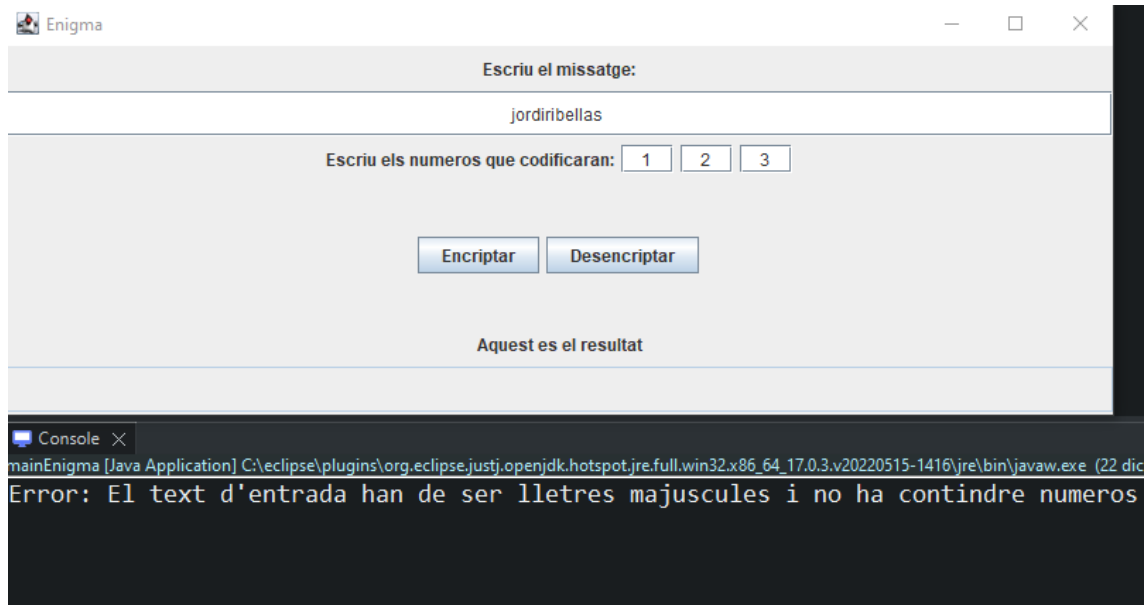 Enigma
Escriu el missatge:
jordiribellas
Escriu els numeros que codificaran: 1 2 3
Encriptar Desencriptar
Aquest es el resultat
Console
mainEnigma [Java Application] C:\eclipse\plugins\org.eclipse.justj.openjdk.hotspot.jre.full.win32.x86_64_17.0.3.v20220515-1416\jre\bin\javaw.exe (22 dic
Error: El text d'entrada han de ser lletres majuscules i no ha contindre numeros